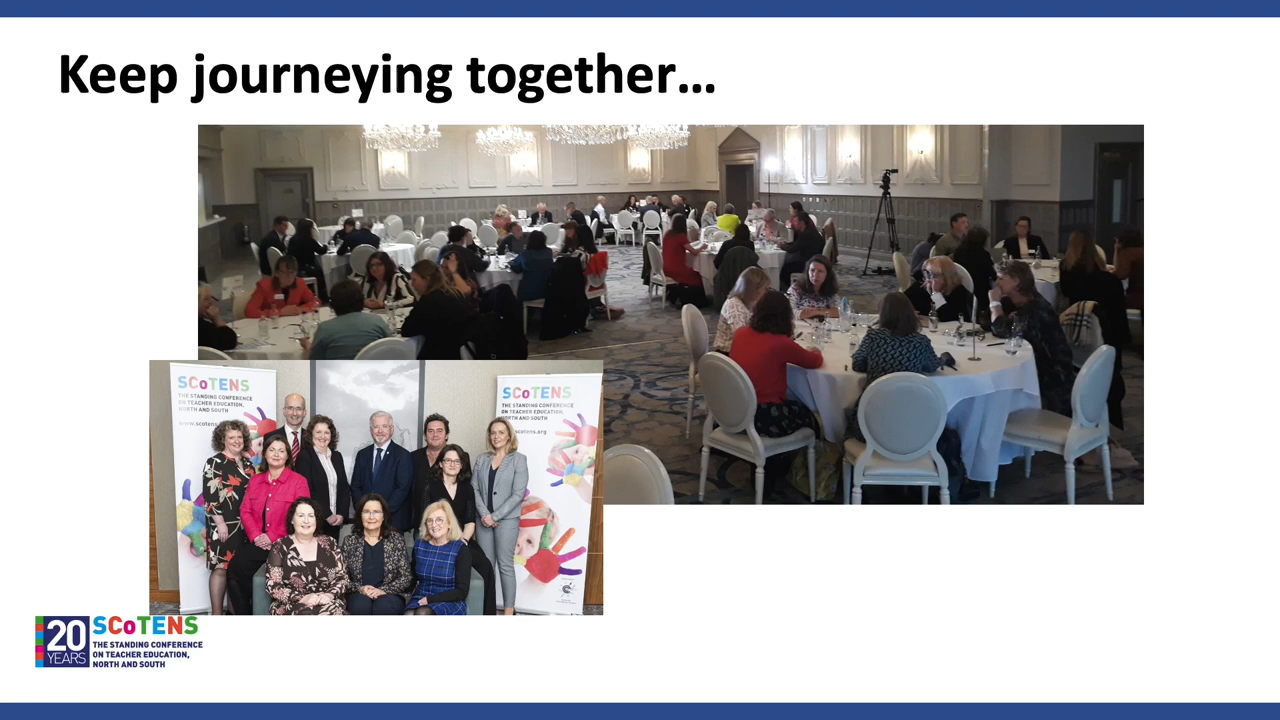 Keep journeying together...
SCoTENS
THE STANDING CONFERENCE
ON TEACHER EDUCATION,
NORTH AND SOUTH
www.scotens
SCoTENS
THE STANDING CONFERENCE
ON TEACHER EDUCATION,
NORTH AND SOUTH
scotens.org
20
YEARS
SCoTENS
THE STANDING CONFERENCE
ON TEACHER EDUCATION,
NORTH AND SOUTH